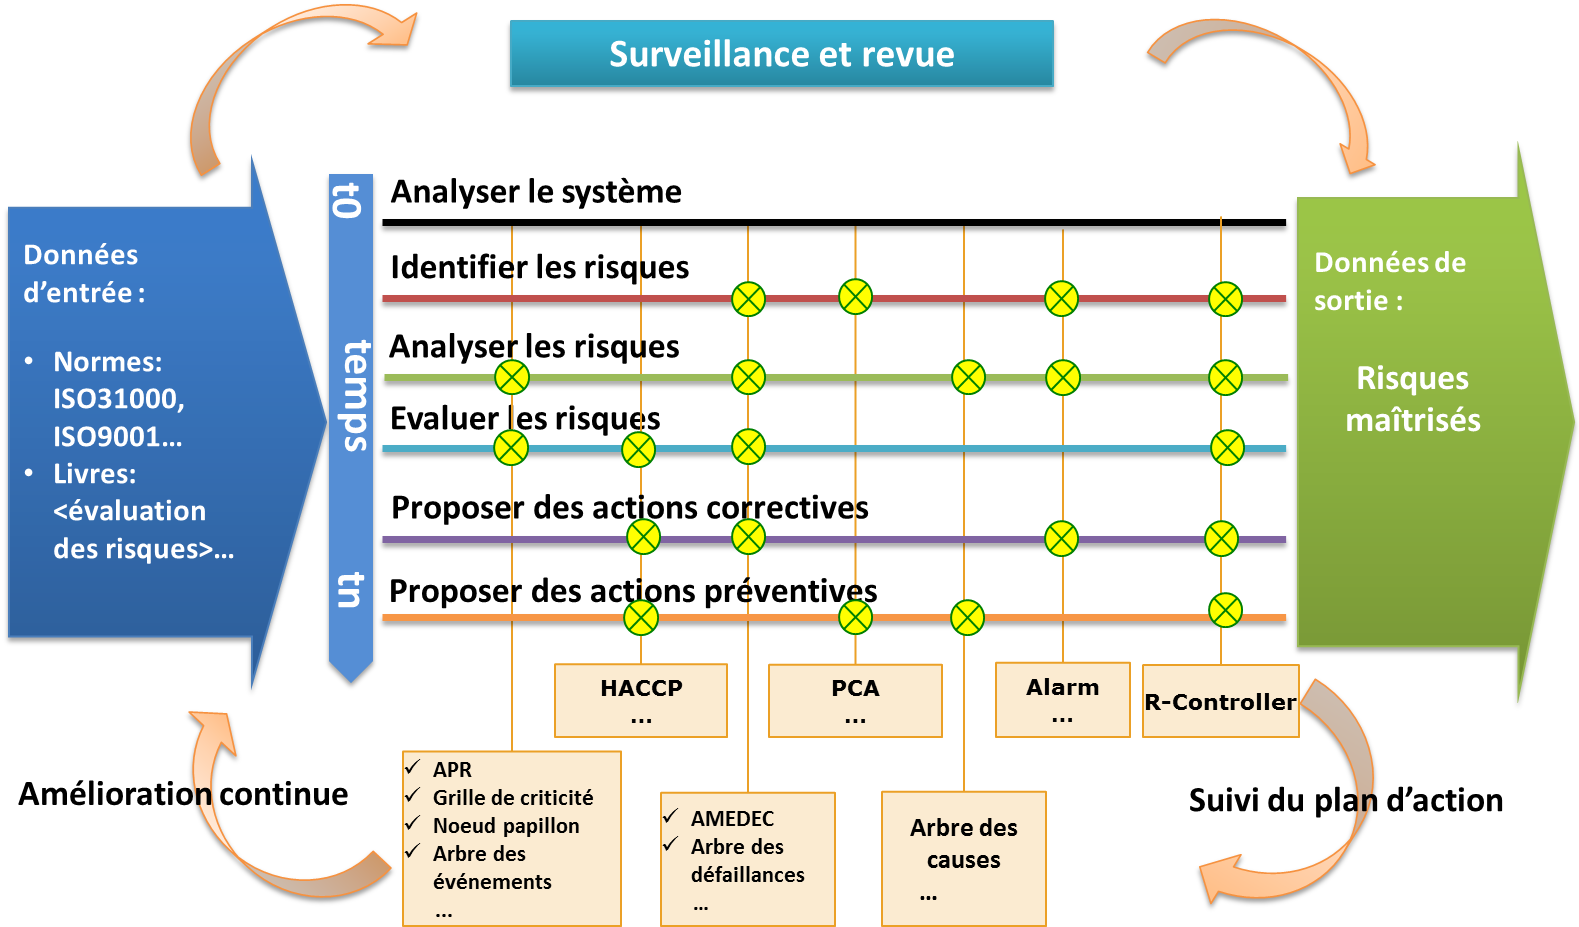 Surveillance et revue
Données
d’entrée :
• Normes:
ISO31000,
ISO9001...
• Livres:
<évaluation
des risques>...
t0
temps
tn
Analyser le système
Identifier les risques
Analyser les risques
Evaluer les risques
Proposer des actions correctives
Proposer des actions préventives
Données de
sortie :
Risques
maîtrisés
HACCP
...
PCA
...
Alarm
...
R-Controller
✓ APR
✓ Grille de criticité
✓ Noeud papillon
✓ Arbre des
événements
...
✓ AMEDEC
✓ Arbre des
défaillances
...
Arbre des
causes
...
Amélioration continue
Suivi du plan d’action